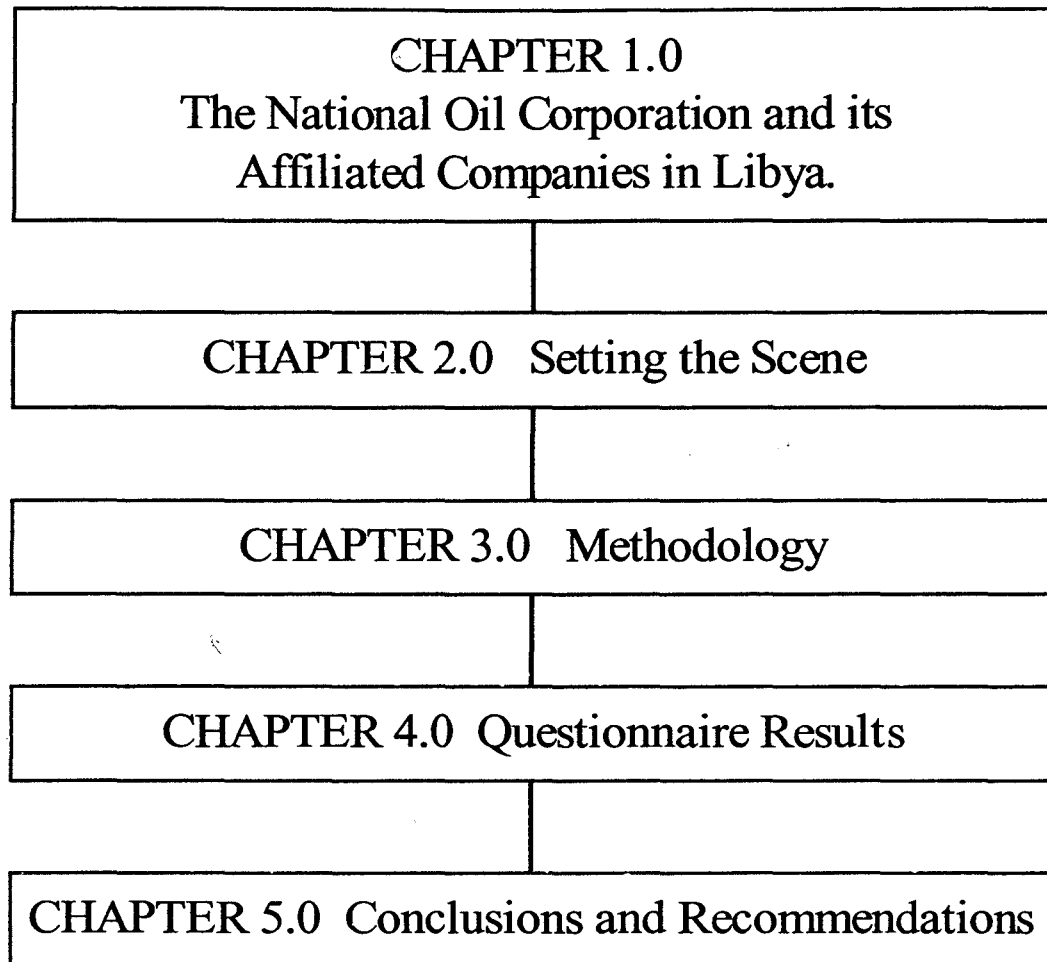 CHAPTER 1.0
The National Oil Corporation and its
Affiliated Companies in Libya.
CHAPTER 2.0 Setting the Scene
CHAPTER 3.0 Methodology
CHAPTER 4.0 Questionnaire Results
CHAPTER 5.0 Conclusions and Recommendations